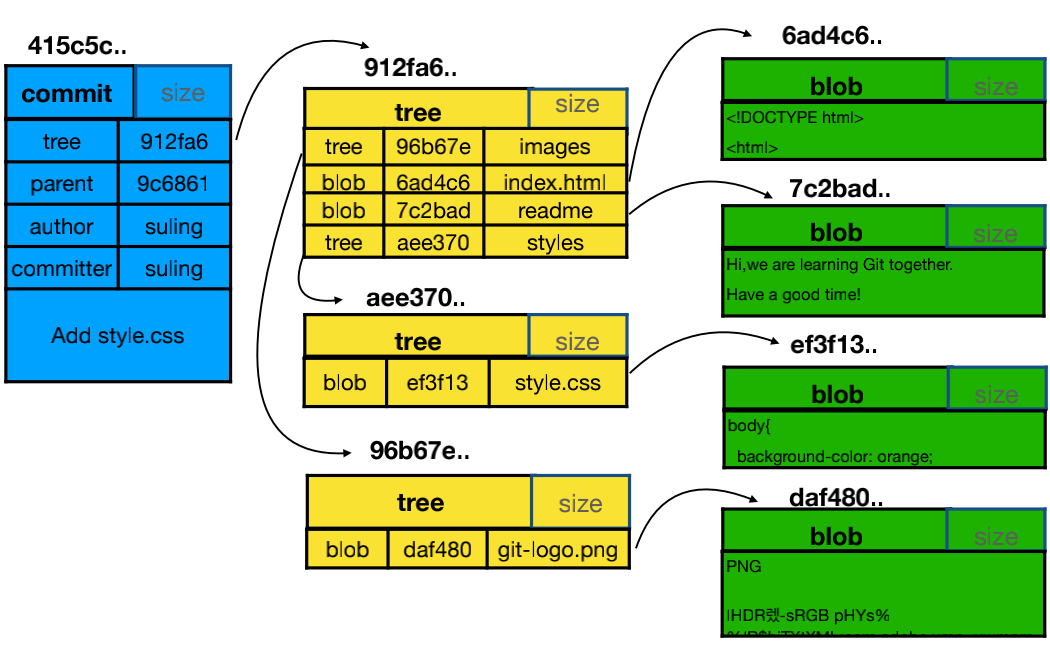 415c5c..
commit size
tree 912fa6
parent 9c6861
author suling
committer suling
Add style.css
912fa6..
tree size
tree 96b67e images
blob 6ad4c6 index.html
blob 7c2bad readme
tree aee370 styles
aee370..
tree size
blob ef3f13 style.css
96b67e..
tree size
blob daf480 git-logo.png
6ad4c6..
blob size
<!DOCTYPE html>
<html>
7c2bad..
blob size
Hi,we are learning Git together.
Have a good time!
ef3f13..
blob size
body{
background-color: orange;
daf480..
blob size
PNG
IHDR렜-sRGB pHYs%